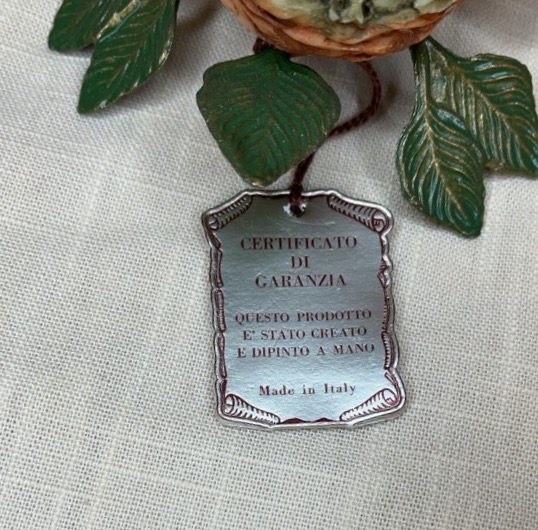 CERTIFICATO
DI
GARANZIA
QUESTO PRODOTTO
E' STATO CREATO
E DIPINTO A MANO
Made in Italy